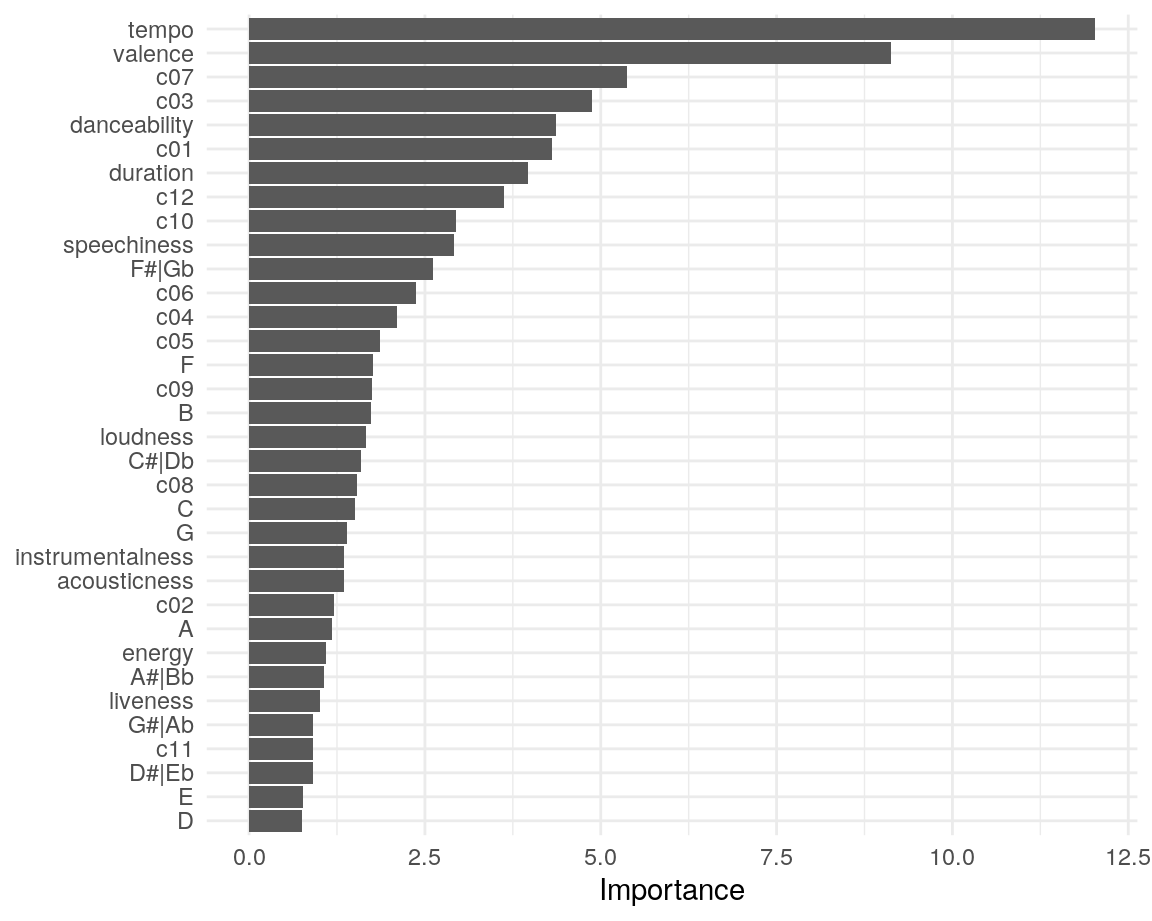 tempo
valence
c07
c03
danceability
c01
duration
c12
c10
speechiness
F#|Gb
c06
c04
c05
F
c09
B
loudness
C#|Db
c08
C
G
instrumentalness
acousticness
c02
A
energy
A#|Bb
liveness
G#|Ab
c11
D#|Eb
E
D
0.0 2.5 5.0 7.5 10.0 12.5
Importance